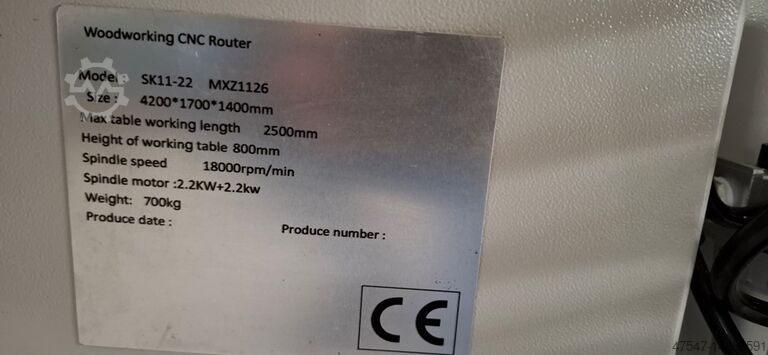 Woodworking CNC Router
Model : SK11-22 MXZ1126
Size : 4200*1700*1400mm
Max table working length 2500mm
Height of working table 800mm
Spindle speed 18000rpm/min
Spindle motor :2.2KW+2.2kw
Weight: 700kg
Produce date :
Produce number :
CE